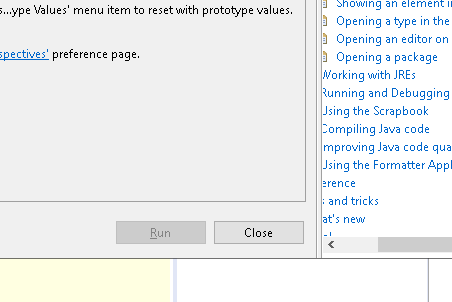 s...ype Values' menu item to reset with prototype values.
spectives' preference page.
Run
Close
Showing an element i
Opening a type in the
Opening an editor on
Opening a package
Working with JREs
Running and Debugging
Using the Scrapbook
Compiling Java code
mproving Java code qua
Using the Formatter Appl
erence
s and tricks
at's new